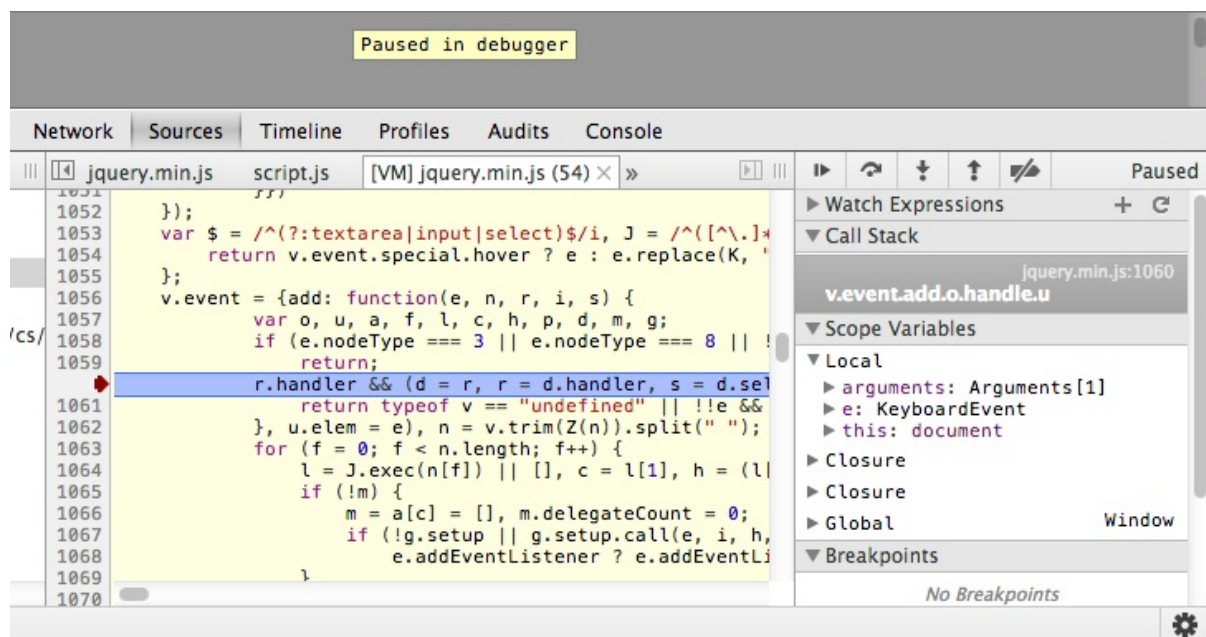 Paused in debugger
Network Sources Timeline Profiles Audits Console
jquery.min.js script.js [VM] jquery.min.js (54) × » Paused
1051 }})
1052 });
1053 var $ = /^(?:textarea|input|select)$/i, J = /^([^\.]*
1054 return v.event.special.hover ? e : e.replace(K, "
1055 };
1056 v.event = {add: function(e, n, r, i, s) {
1057 var o, u, a, f, l, c, h, p, d, m, g;
/cs/
1058 if (e.nodeType === 3 || e.nodeType === 8 || !
1059 return;
r.handler && (d = r, r = d.handler, s = d.sel
1061 return typeof v == "undefined" || !!e &&
1062 }, u.elem = e), n = v.trim(Z(n)).split(" ");
1063 for (f = 0; f < n.length; f++) {
1064 l = J.exec(n[f]) || [], c = l[1], h = (l[
1065 if (!m) {
1066 m = a[c] = [], m.delegateCount = 0;
1067 if (!g.setup || g.setup.call(e, i, h,
1068 e.addEventListener ? e.addEventLi
1069 }
1070
Watch Expressions
Call Stack
jquery.min.js:1060
v.event.add.o.handle.u
Scope Variables
Local
arguments: Arguments[1]
e: KeyboardEvent
this: document
Closure
Closure
Global Window
Breakpoints
No Breakpoints